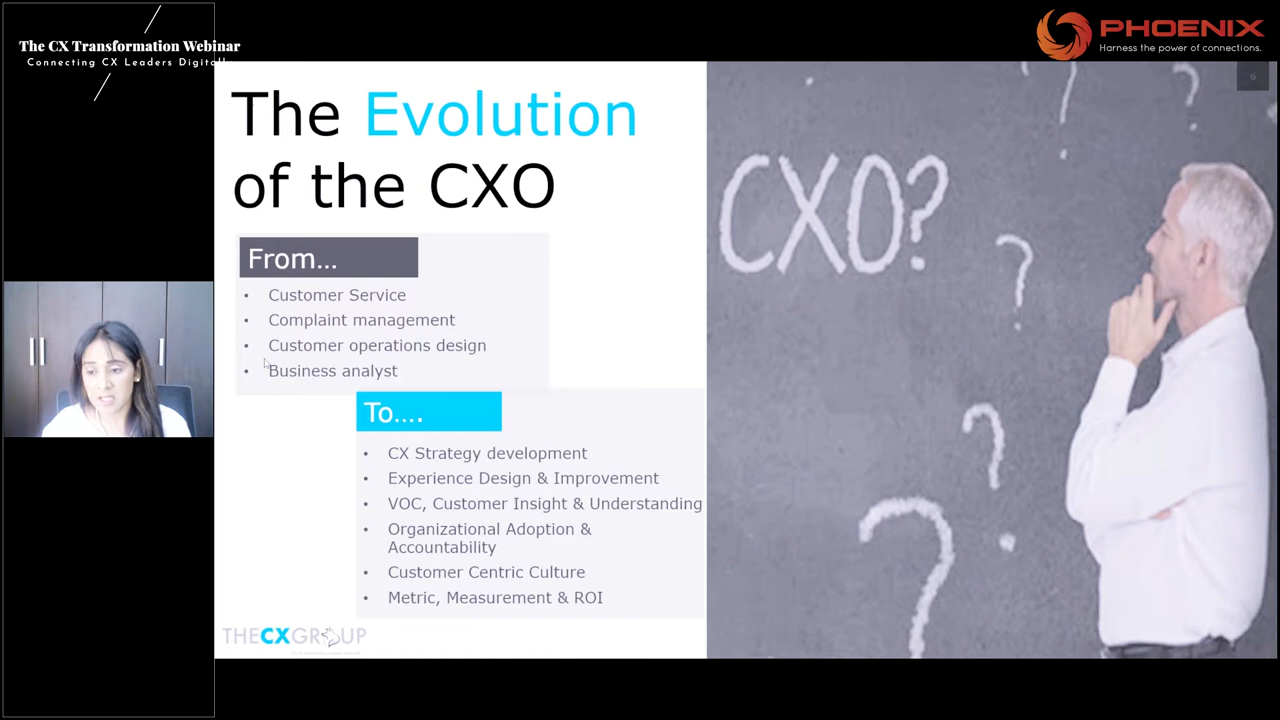 The CX Transformation Webinar
Connecting CX Leaders Digitally
PHOENIX
Harness the power of connections.
6
The Evolution
of the CXO
From...
• Customer Service
• Complaint management
• Customer operations design
• Business analyst
To....
• CX Strategy development
• Experience Design & Improvement
• VOC, Customer Insight & Understanding
• Organizational Adoption &
Accountability
• Customer Centric Culture
• Metric, Measurement & ROI
THECXGROUP
CXO?
? ? ? ? ?